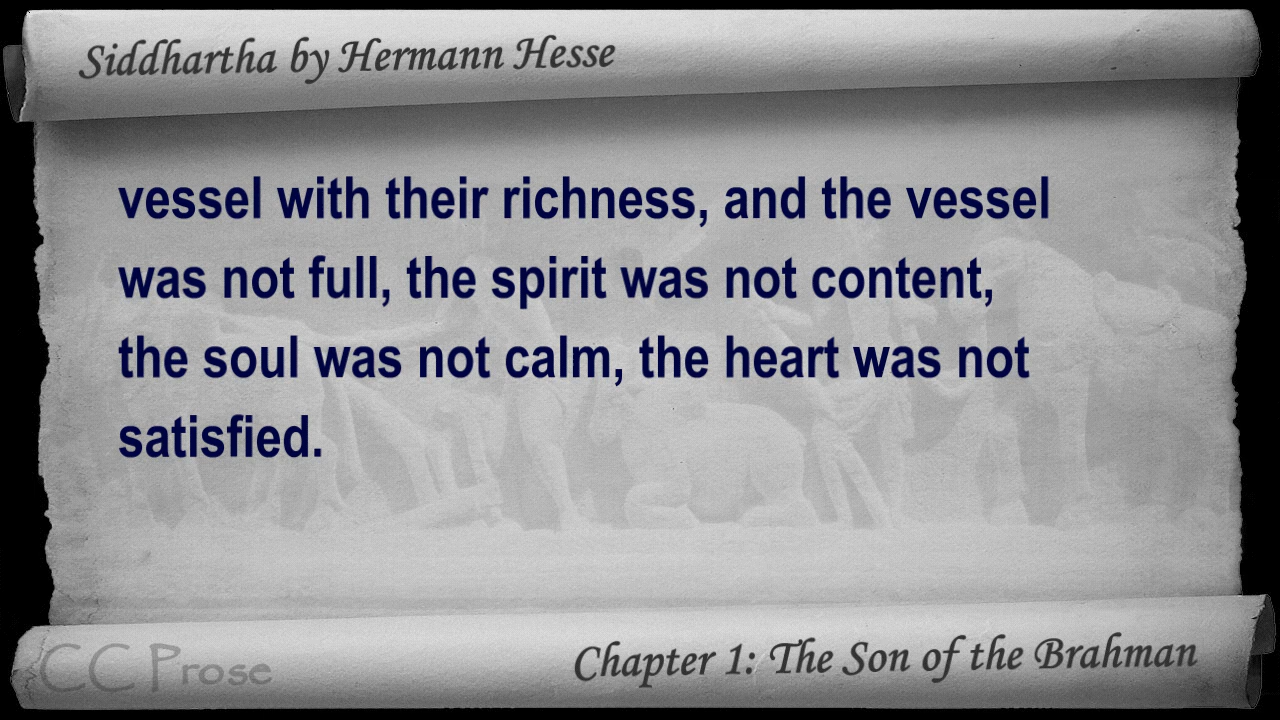 Siddhartha by Hermann Hesse
vessel with their richness, and the vessel
was not full, the spirit was not content,
the soul was not calm, the heart was not
satisfied.
CC Prose
Chapter 1: The Son of the Brahman